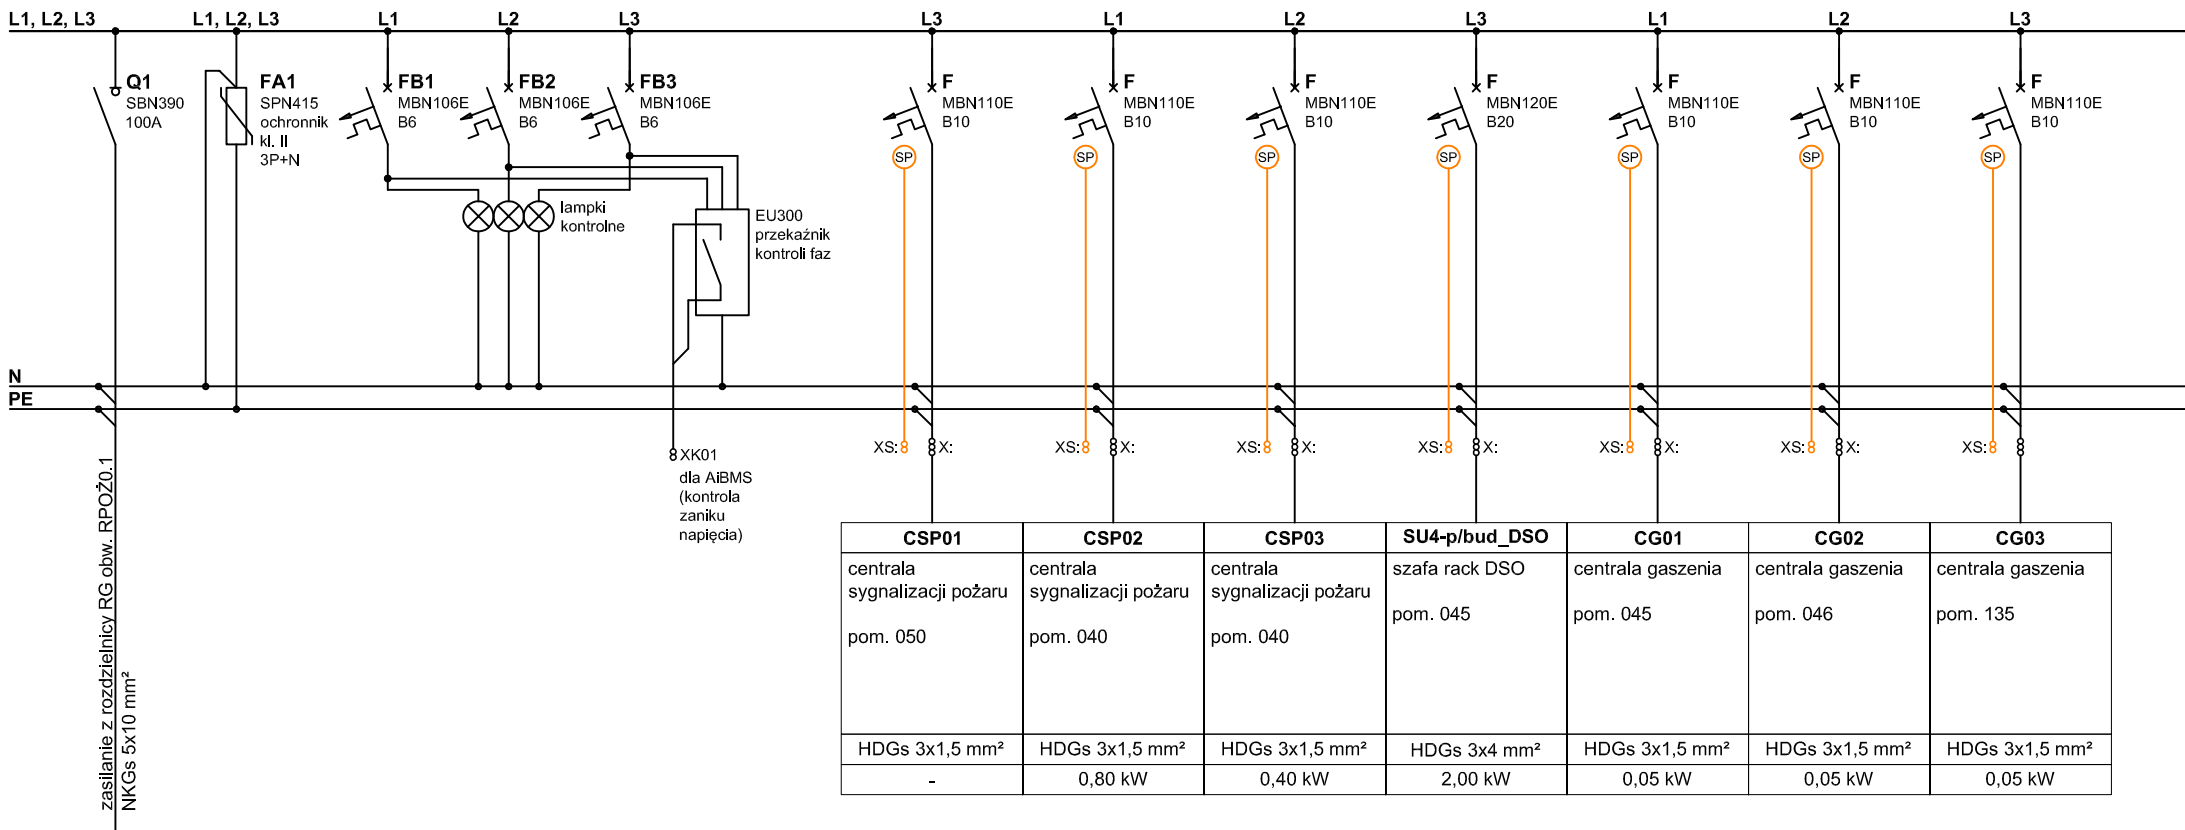 L1, L2, L3
L1, L2, L3
L1
L2
L3
L3
L1
L2
L3
L1
L2
L3
Q1
SBN390
100A
FA1
SPN415
ochronnik
kl. II
3P+N
FB1
MBN106E
B6
FB2
MBN106E
B6
FB3
MBN106E
B6
F
MBN110E
B10
F
MBN110E
B10
F
MBN110E
B10
F
MBN120E
B20
F
MBN110E
B10
F
MBN110E
B10
F
MBN110E
B10
SP
SP
SP
SP
SP
SP
SP
lampki
kontrolne
EU300
przekaźnik
kontroli faz
N
PE
XS:
X:
XS:
X:
XS:
X:
XS:
X:
XS:
X:
XS:
X:
XS:
XK01
dla AiBMS
(kontrola
zaniku
napięcia)
zasilanie z rozdzielnicy RG obw. RPOŻ0.1
NKGs 5x10 mm²
CSP01
centrala
sygnalizacji pożaru
pom. 050
HDGs 3x1,5 mm²
-
CSP02
centrala
sygnalizacji pożaru
pom. 040
HDGs 3x1,5 mm²
0,80 kW
CSP03
centrala
sygnalizacji pożaru
pom. 040
HDGs 3x1,5 mm²
0,40 kW
SU4-p/bud_DSO
szafa rack DSO
pom. 045
HDGs 3x4 mm²
2,00 kW
CG01
centrala gaszenia
pom. 045
HDGs 3x1,5 mm²
0,05 kW
CG02
centrala gaszenia
pom. 046
HDGs 3x1,5 mm²
0,05 kW
CG03
centrala gaszenia
pom. 135
HDGs 3x1,5 mm²
0,05 kW